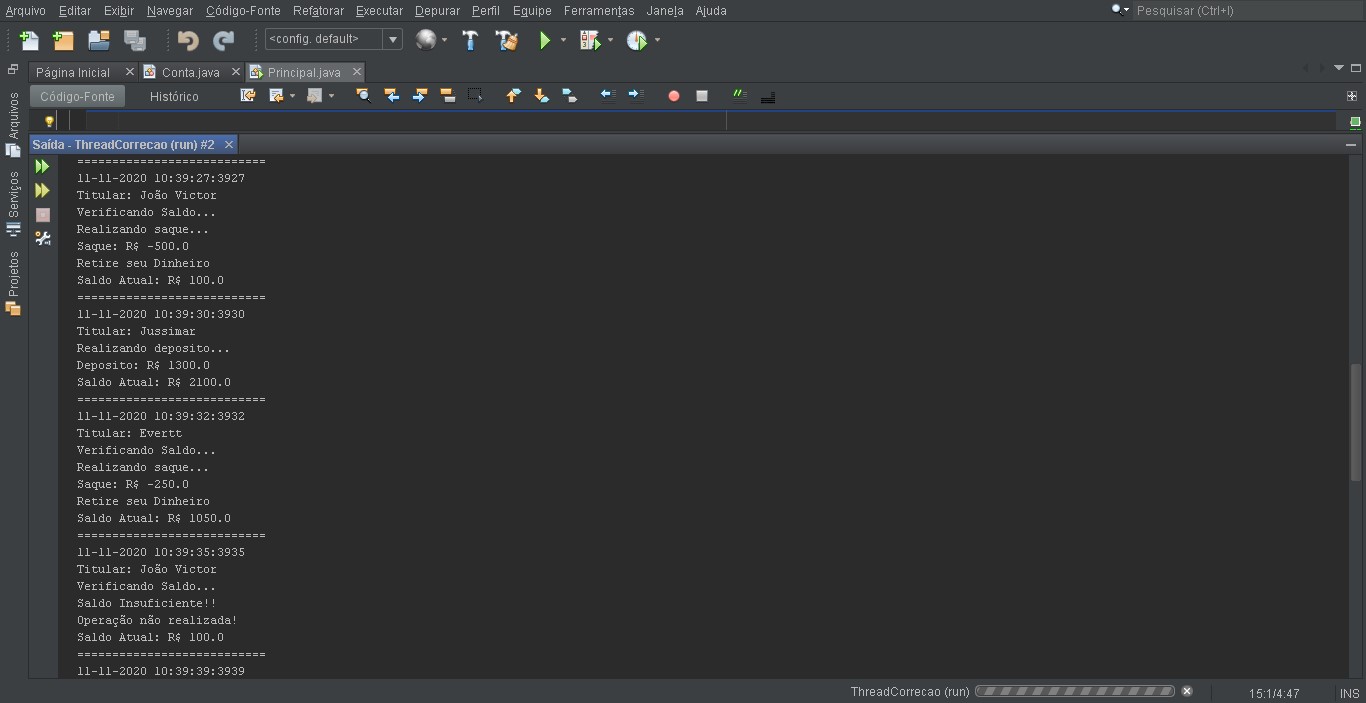 Arquivo Editar Exibir Navegar Código-Fonte Refatorar Executar Depurar Perfil Equipe Ferramentas Janela Ajuda Pesquisar (Ctrl+I)
<config. default>
Página Inicial Conta.java Principal.java
Código-Fonte Histórico
Arquivos
Serviços
Projetos
Saída - ThreadCorrecao (run) #2
===========================
11-11-2020 10:39:27:3927
Titular: João Victor
Verificando Saldo...
Realizando saque...
Saque: R$ -500.0
Retire seu Dinheiro
Saldo Atual: R$ 100.0
===========================
11-11-2020 10:39:30:3930
Titular: Jussimar
Realizando deposito...
Deposito: R$ 1300.0
Saldo Atual: R$ 2100.0
===========================
11-11-2020 10:39:32:3932
Titular: Evertt
Verificando Saldo...
Realizando saque...
Saque: R$ -250.0
Retire seu Dinheiro
Saldo Atual: R$ 1050.0
===========================
11-11-2020 10:39:35:3935
Titular: João Victor
Verificando Saldo...
Saldo Insuficiente!!
Operação não realizada!
Saldo Atual: R$ 100.0
===========================
11-11-2020 10:39:39:3939
ThreadCorrecao (run) 15:1/4:47 INS